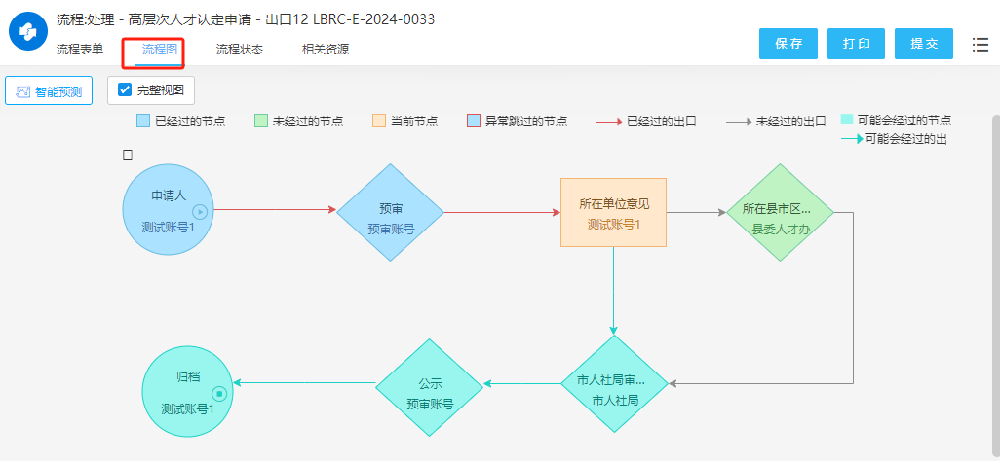 流程:处理 - 高层次人才认定申请 - 出口12 LBRC-E-2024-0033
流程表单 流程图 流程状态 相关资源
保存 打印 提交
智能预测 完整视图
已经过的节点 未经过的节点 当前节点 异常跳过的节点 已经过的出口 未经过的出口 可能会经过的节点
可能会经过的出
申请人
测试账号1
预审
预审账号
所在单位意见
测试账号1
所在县市区...
县委人才办
归档
测试账号1
公示
预审账号
市人社局审...
市人社局